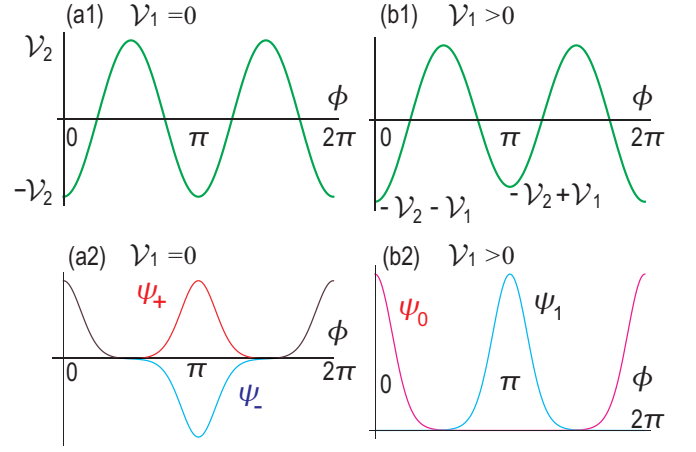 (a1) 𝒱₁ =0
𝒱₂
ϕ
0 π 2π
−𝒱₂
(b1) 𝒱₁ >0
ϕ
0 π 2π
-𝒱₂ - 𝒱₁
-𝒱₂+𝒱₁
(a2) 𝒱₁ =0
ψ₊
ϕ
0 π 2π
ψ₋
(b2) 𝒱₁ >0
ψ₀ ψ₁
0 π ϕ
2π